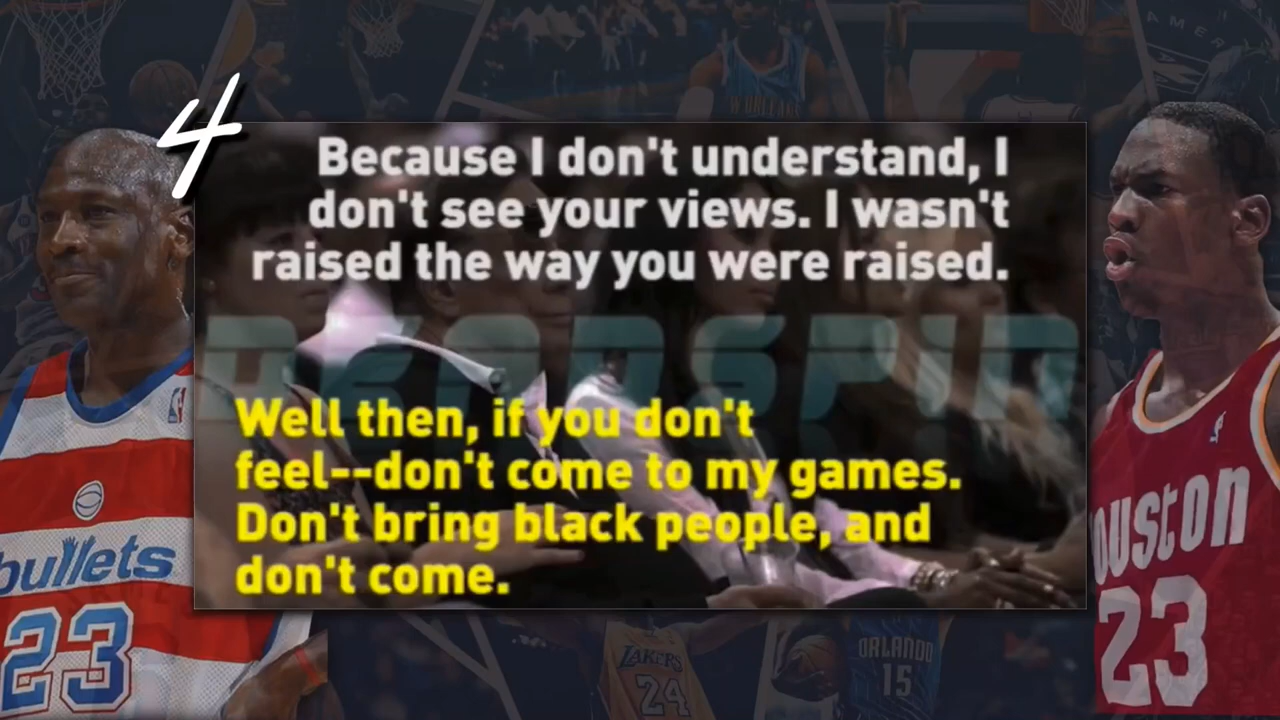 4
Because I don't understand, I
don't see your views. I wasn't
raised the way you were raised.
DEADSPIN
Well then, if you don't
feel--don't come to my games.
Don't bring black people, and
don't come.
bullets
23
ouston
23
LAKERS
24
ORLANDO
15